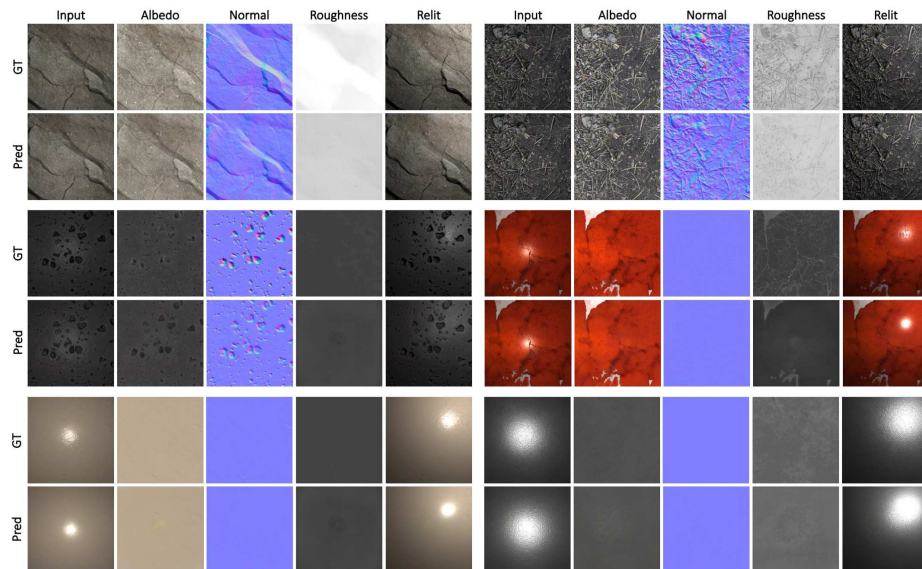 Input Albedo Normal Roughness Relit Input Albedo Normal Roughness Relit
GT
Pred
GT
Pred
GT
Pred